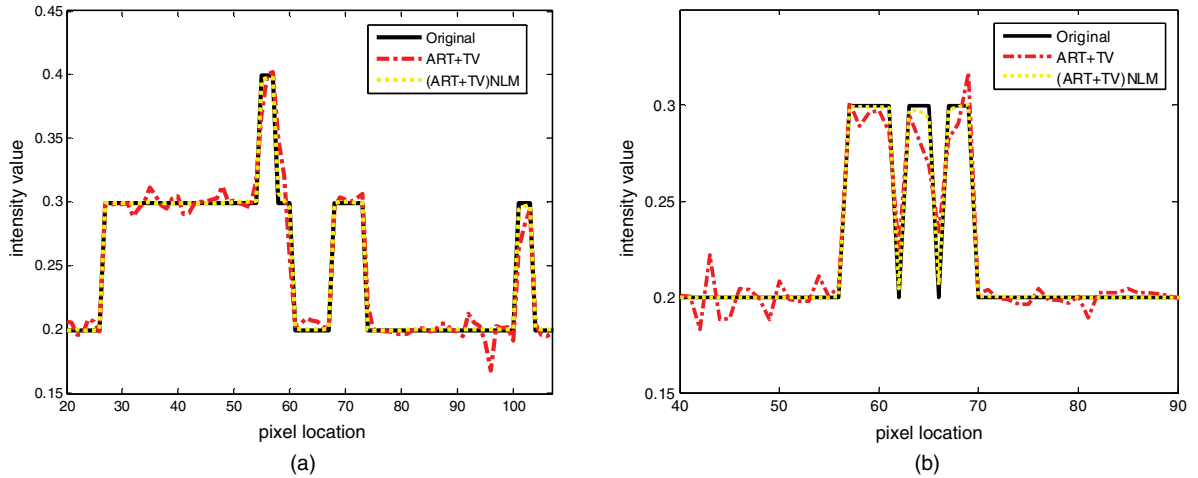 0.45
0.4
0.35
0.3
0.25
0.2
0.15
intensity value
Original
ART+TV
(ART+TV)NLM
20 30 40 50 60 70 80 90 100
pixel location
(a)
0.3
0.25
0.2
0.15
intensity value
Original
ART+TV
(ART+TV)NLM
40 50 60 70 80 90
pixel location
(b)